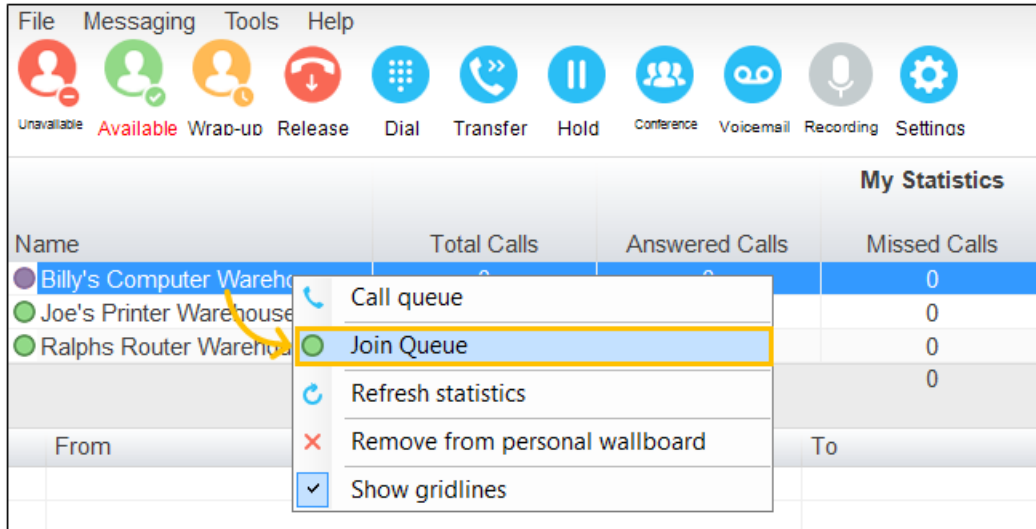 File Messaging Tools Help
Unavailable Available Wrap-up Release Dial Transfer Hold Conference Voicemail Recording Settings
My Statistics
Name Total Calls Answered Calls Missed Calls
Billy's Computer 0
Call queue
Joe's Printer Warehouse 0
Join Queue
Ralphs Router 0
0
Refresh statistics
Remove from personal wallboard
From To
Show gridlines